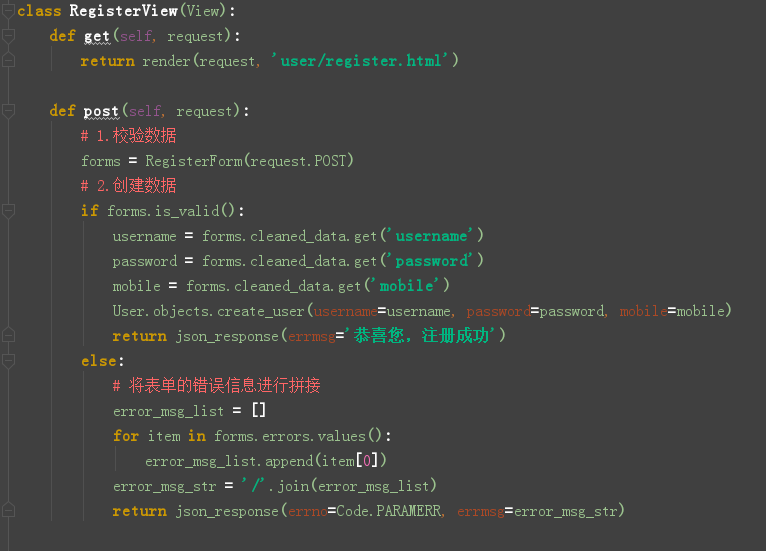 class RegisterView(View):
    def get(self, request):
        return render(request, 'user/register.html')

    def post(self, request):
        # 1.校验数据
        forms = RegisterForm(request.POST)
        # 2.创建数据
        if forms.is_valid():
            username = forms.cleaned_data.get('username')
            password = forms.cleaned_data.get('password')
            mobile = forms.cleaned_data.get('mobile')
            User.objects.create_user(username=username, password=password, mobile=mobile)
            return json_response(errmsg='恭喜您，注册成功')
        else:
            # 将表单的错误信息进行拼接
            error_msg_list = []
            for item in forms.errors.values():
                error_msg_list.append(item[0])
            error_msg_str = '/'.join(error_msg_list)
            return json_response(errno=Code.PARAMERR, errmsg=error_msg_str)